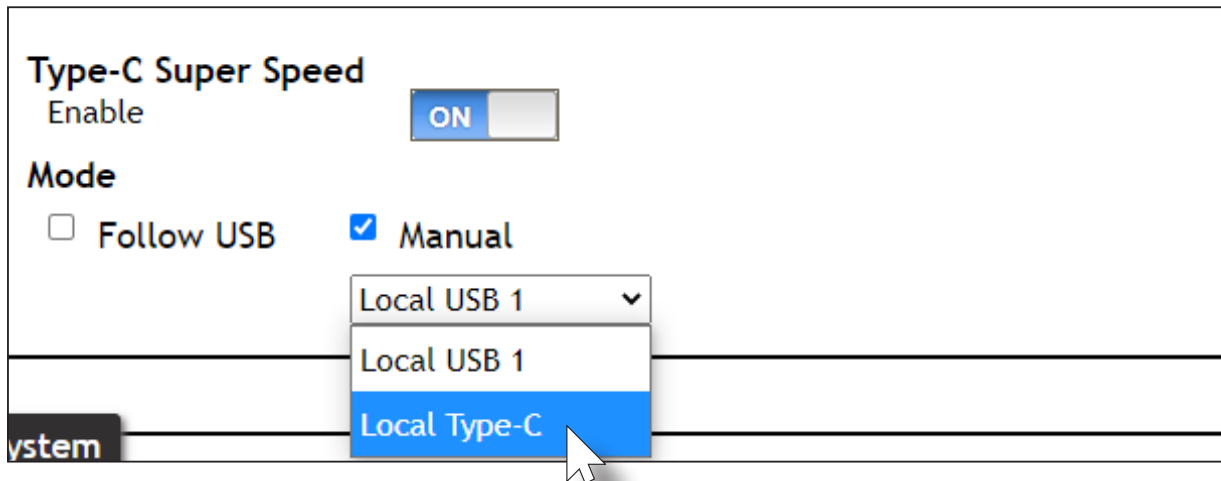 Type-C Super Speed
Enable
ON
Mode
Follow USB
Manual
Local USB 1
Local USB 1
Local Type-C
ystem